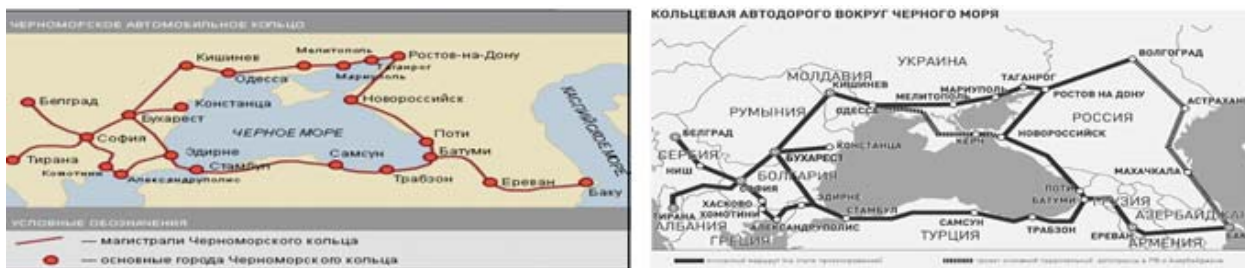 ЧЕРНОМОРСКОЕ АВТОМОБИЛЬНОЕ КОЛЬЦО
Кишинев
Мелитополь
Ростов-на-Дону
Таганрог
Одесса
Мариуполь
Белград
Констанца
Новороссийск
Бухарест
КАСПИЙСКОЕ МОРЕ
София
ЧЕРНОЕ МОРЕ
Поти
Эдирне
Батуми
Тирана
Стамбул
Самсун
Комотини
Александруполис
Трабзон
Ереван
Баку
УСЛОВНЫЕ ОБОЗНАЧЕНИЯ
— магистрали Черноморского кольца
— основные города Черноморского кольца
КОЛЬЦЕВАЯ АВТОДОРОГО ВОКРУГ ЧЕРНОГО МОРЯ
ВОЛГОГРАД
УКРАИНА
МОЛДАВИЯ
ТАГАНРОГ
КИШИНЕВ
МАРИУПОЛЬ
МЕЛИТОПОЛЬ
РОСТОВ НА ДОНУ
АСТРАХАНЬ
РУМЫНИЯ
ОДЕССЕ
РОССИЯ
БЕЛГРАД
КЕРЧ
НОВОРОССИЙСК
КОНСТАНЦА
СЕРБИЯ
БУХАРЕСТ
НИШ
БОЛГАРИЯ
МАХАЧКАЛА
СОФИЯ
ПОТИ
ЭДИРНЕ
БАТУМИ
ГРУЗИЯ
ХАСКОВО
ТИРАНА
ХОМОТИНИ
СТАМБУЛ
САМСУН
АЗЕРБАЙДЖАН
АЛБАНИЯ
АЛЕКСАНДРУПОЛИС
ТРАБЗОН
ГРЕЦИЯ
ТУРЦИЯ
ЕРЕВАН
АРМЕНИЯ
БАК